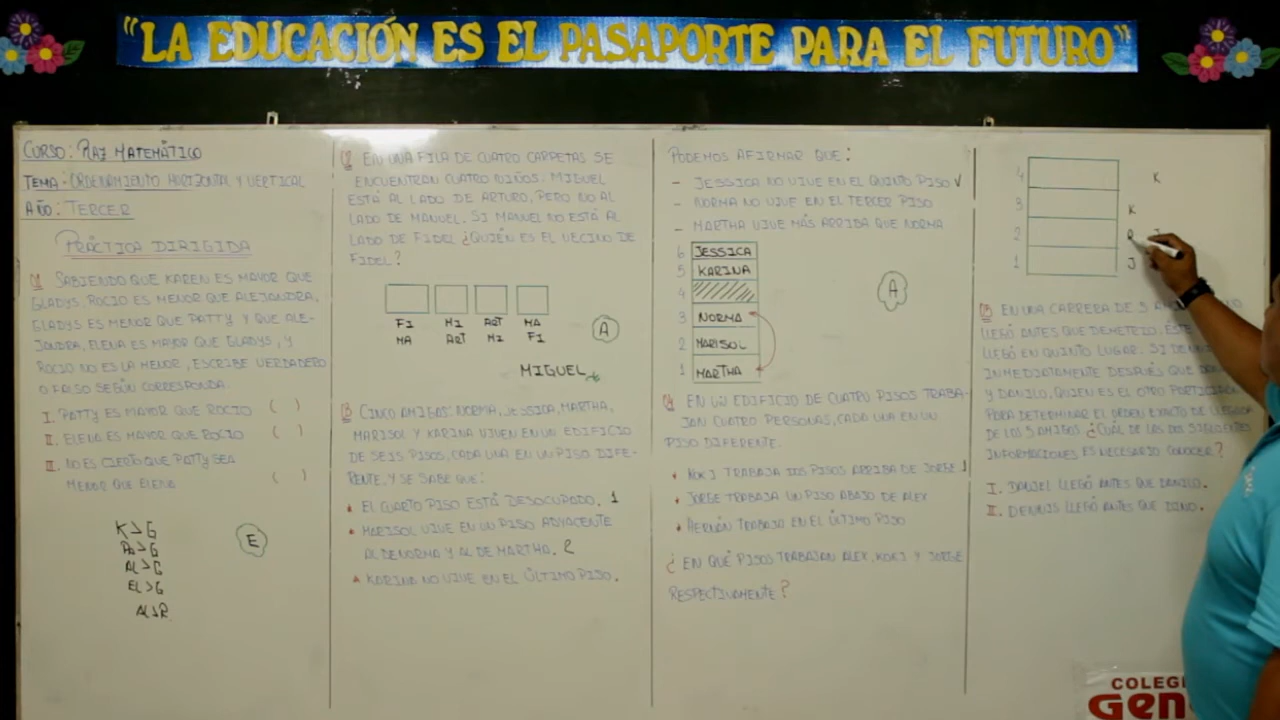 "LA EDUCACIÓN ES EL PASAPORTE PARA EL FUTURO"
CURSO: RAZ MATEMÁTICO
TEMA: ORDENAMIENTO HORIZONTAL Y VERTICAL
AÑO: TERCER
PRÁCTICA DIRIGIDA
SABIENDO QUE KAREN ES MAYOR QUE
GLADYS, ROCIO ES MENOR QUE ALEJANDRA,
GLADYS ES MENOR QUE PATTY Y QUE ALE-
JANDRA, ELENA ES MAYOR QUE GLADYS, Y
ROCIO NO ES LA MENOR, ESCRIBE VERDADERO
O FALSO SEGÚN CORRESPONDA.
I. PATTY ES MAYOR QUE ROCIO ( )
II. ELENA ES MAYOR QUE ROCIO ( )
III. NO ES CIERTO QUE PATTY SEA
MENOR QUE ELENA ( )
K>G
Pa>G
AL>G
EL>G
AL>R
E
EN UNA FILA DE CUATRO CARPETAS SE
ENCUENTRAN CUATRO NIÑOS. MIGUEL
ESTÁ AL LADO DE ARTURO, PERO NO AL
LADO DE MANUEL. SI MANUEL NO ESTÁ AL
LADO DE FIDEL ¿QUIÉN ES EL VECINO DE
FIDEL?
FI MI ART MA
MA ART MI FI
A
MIGUEL
CINCO AMIGAS: NORMA, JESSICA, MARTHA,
MARISOL Y KARINA VIVEN EN UN EDIFICIO
DE SEIS PISOS, CADA UNA EN UN PISO DIFE-
RENTE, Y SE SABE QUE:
EL CUARTO PISO ESTÁ DESOCUPADO. 1
MARISOL VIVE EN UN PISO ADYACENTE
AL DE NORMA Y AL DE MARTHA. 2
KARINA NO VIVE EN EL ÚLTIMO PISO.
PODEMOS AFIRMAR QUE:
- JESSICA NO VIVE EN EL QUINTO PISO ✓
- NORMA NO VIVE EN EL TERCER PISO
- MARTHA VIVE MÁS ARRIBA QUE NORMA
6 JESSICA
5 KARINA
4
3 NORMA
2 MARISOL
1 MARTHA
A
EN UN EDIFICIO DE CUATRO PISOS TRABA-
JAN CUATRO PERSONAS, CADA UNA EN UN
PISO DIFERENTE.
KOKI TRABAJA DOS PISOS ARRIBA DE JORGE 1
JORGE TRABAJA UN PISO ABAJO DE ALEX
HERNÁN TRABAJA EN EL ÚLTIMO PISO
¿EN QUÉ PISOS TRABAJAN ALEX, KOKI Y JORGE
RESPECTIVAMENTE?
4 K
3 K
2
1 J
EN UNA CARRERA DE 5
LLEGÓ ANTES QUE DEMETRIO, ESTE
LLEGÓ EN QUINTO LUGAR. SI
INMEDIATAMENTE DESPUÉS QUE
Y DANILO, QUIEN ES EL OTRO
PARA DETERMINAR EL ORDEN EXACTO DE LLEGADA
DE LOS 5 AMIGOS. ¿CUÁL DE LAS DOS SIGUIENTES
INFORMACIONES ES NECESARIO CONOCER?
I. DANIEL LLEGÓ ANTES QUE DANILO.
II. DENNIS LLEGÓ ANTES QUE DINO.
COLEGI
Gen